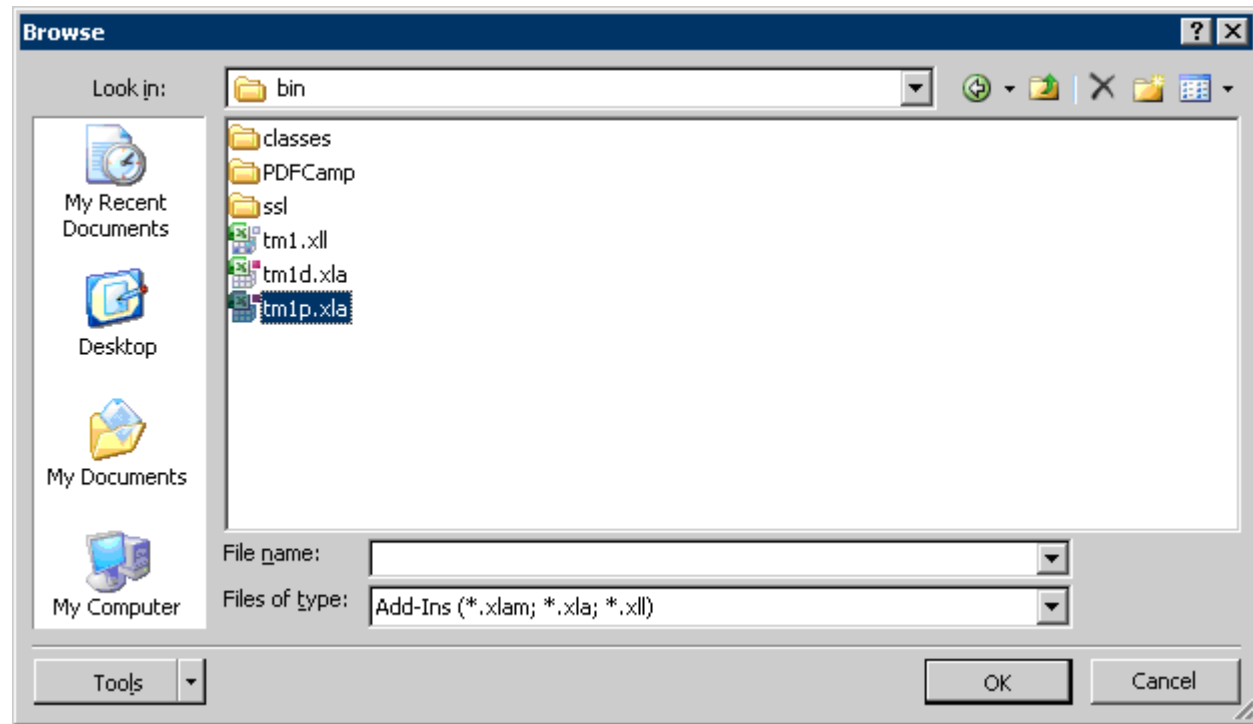 Browse
Look in:
bin
classes
PDFCamp
ssl
tm1.xll
tm1d.xla
tm1p.xla
My Recent
Documents
Desktop
My Documents
My Computer
File name:
Files of type:
Add-Ins (*.xlam; *.xla; *.xll)
Tools
OK
Cancel